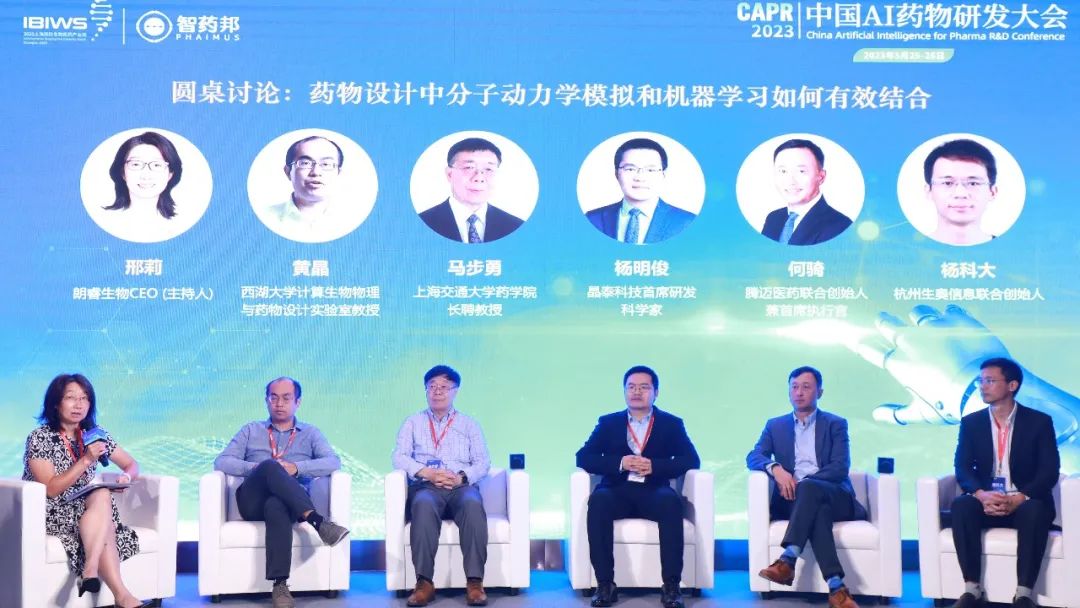 IBIWS
智药邦
PHAIMUS
CAPR
2023
中国AI药物研发大会
China Artificial Intelligence for Pharma R&D Conference
圆桌讨论：药物设计中分子动力学模拟和机器学习如何有效结合
邢莉
朗睿生物CEO (主持人)
黄晶
西湖大学计算生物物理
与药物设计实验室教授
马步勇
上海交通大学药学院
长聘教授
杨明俊
晶泰科技首席研发
科学家
何骑
腾迈医药联合创始人
兼首席执行官
杨科大
杭州生奥信息联合创始人